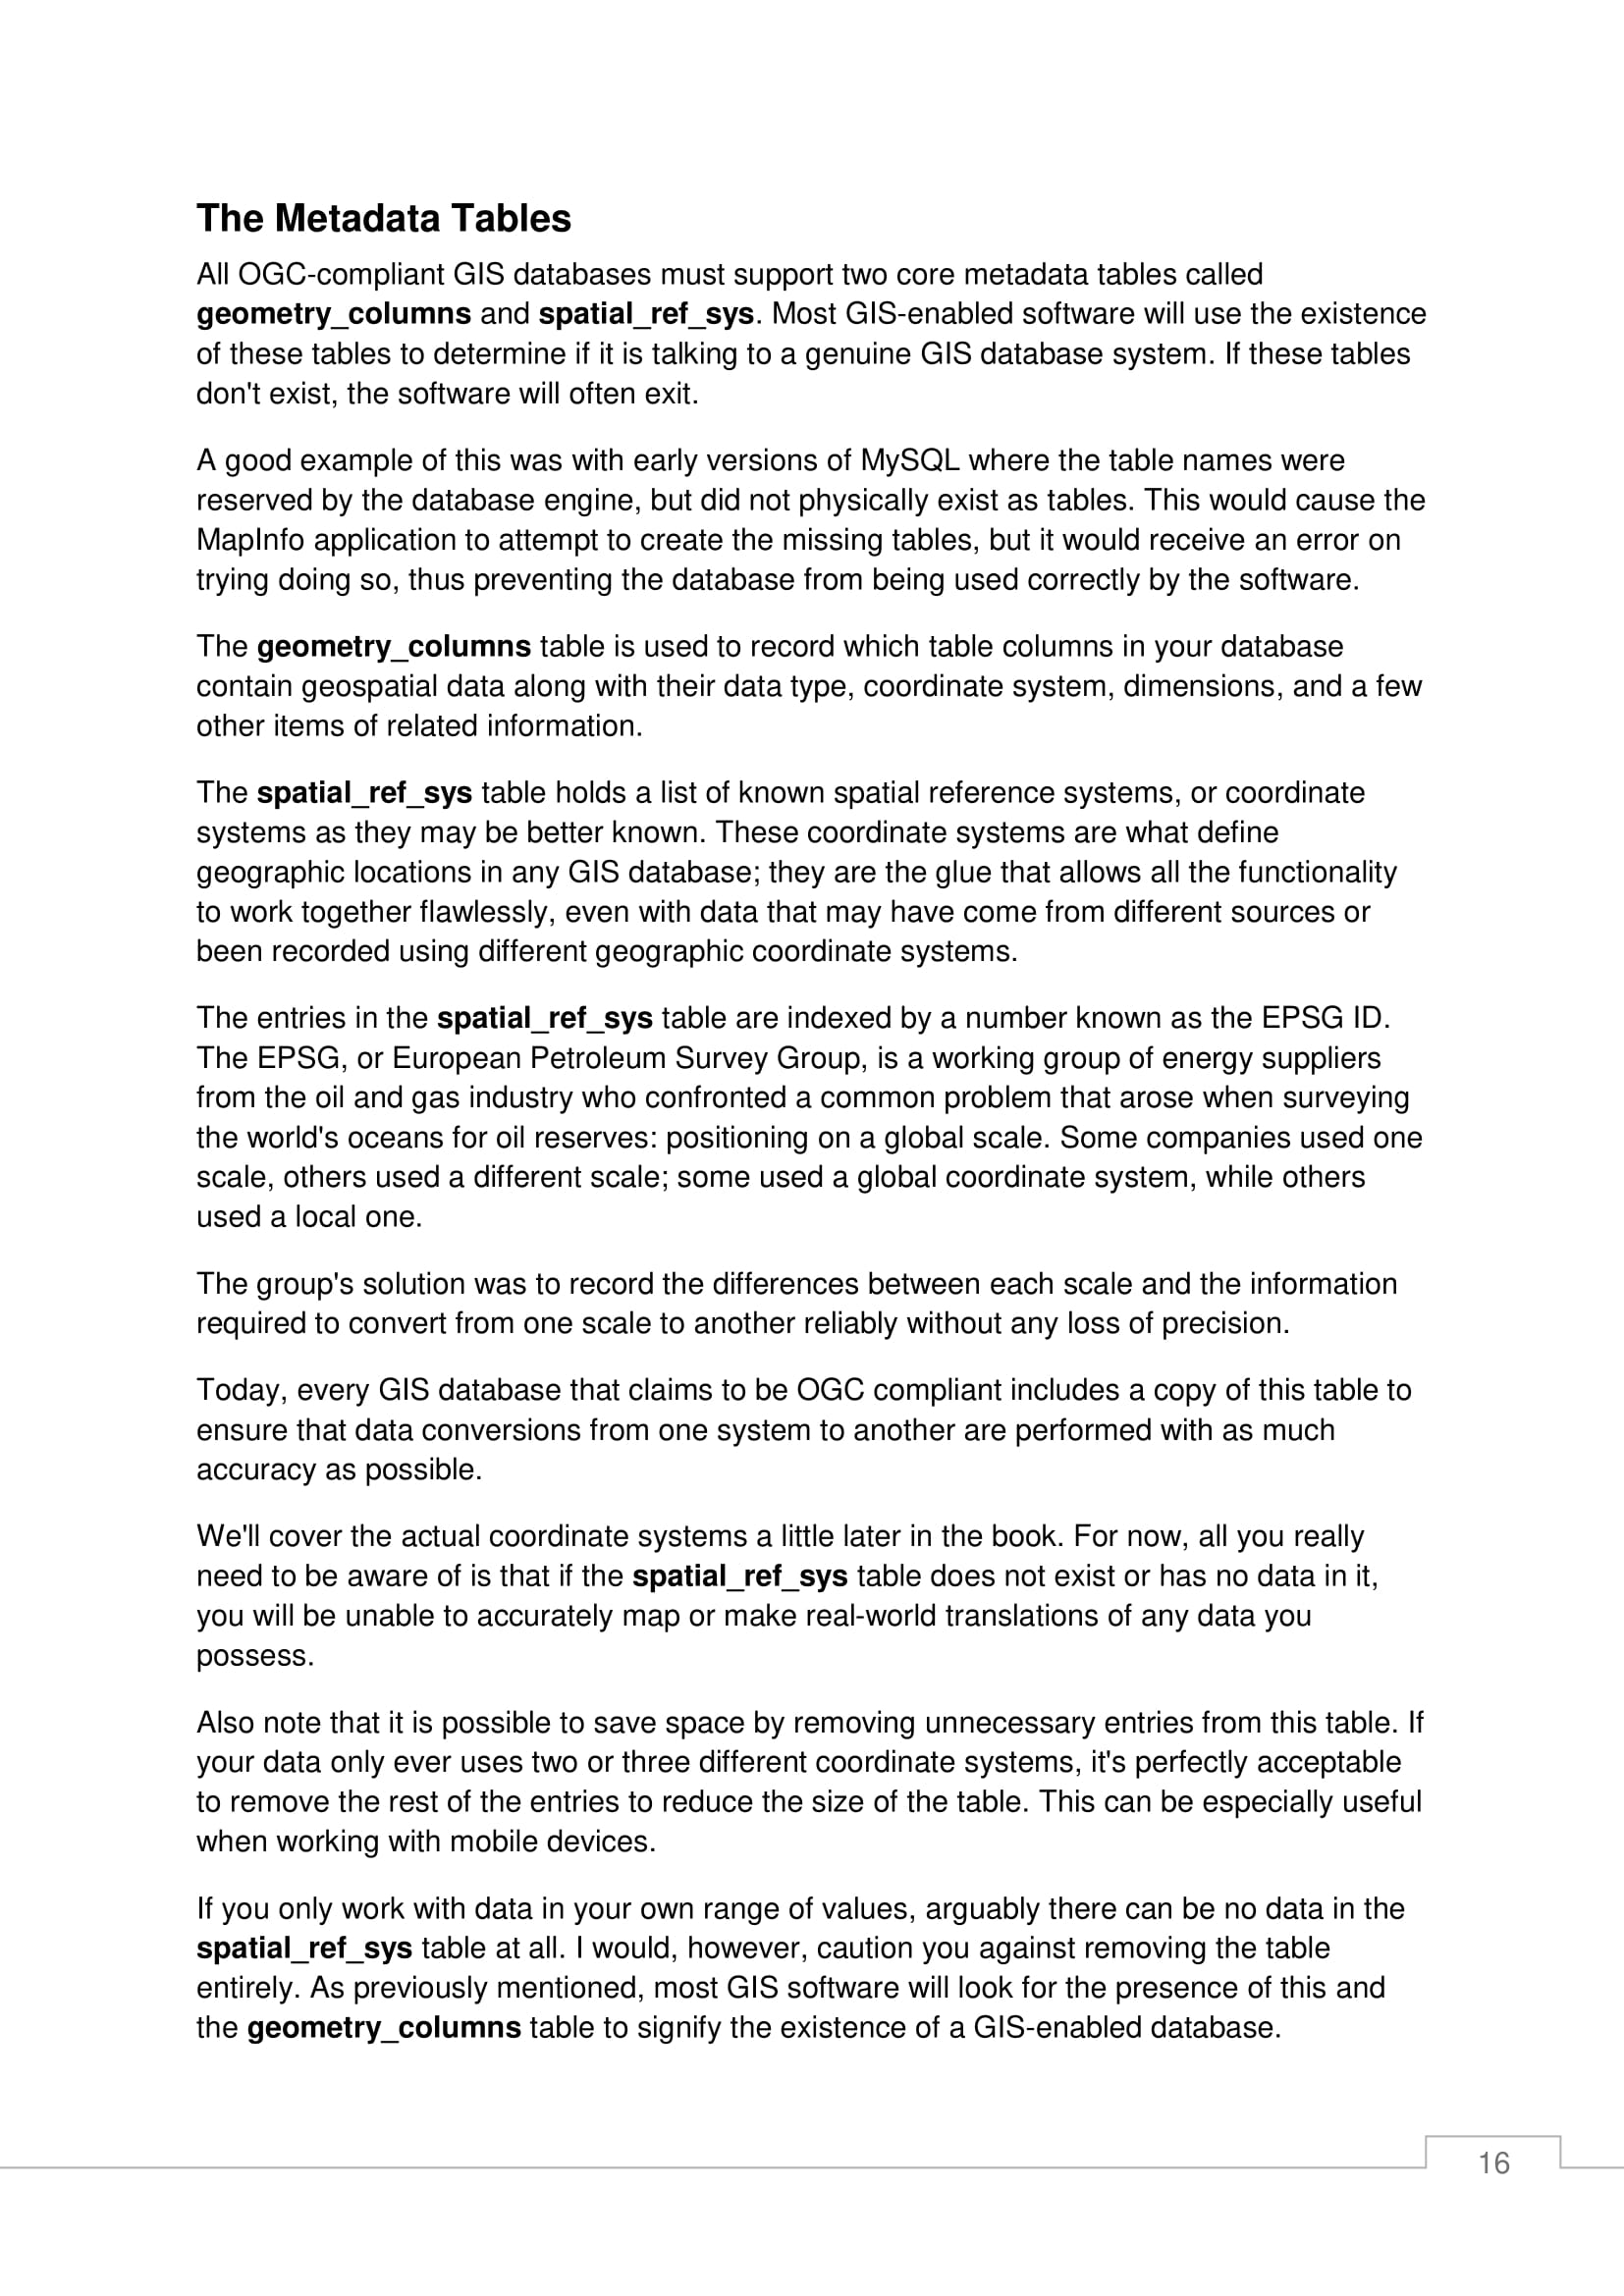 The Metadata Tables
All OGC-compliant GIS databases must support two core metadata tables called
geometry_columns and spatial_ref_sys. Most GIS-enabled software will use the existence
of these tables to determine if it is talking to a genuine GIS database system. If these tables
don't exist, the software will often exit.
A good example of this was with early versions of MySQL where the table names were
reserved by the database engine, but did not physically exist as tables. This would cause the
MapInfo application to attempt to create the missing tables, but it would receive an error on
trying doing so, thus preventing the database from being used correctly by the software.
The geometry_columns table is used to record which table columns in your database
contain geospatial data along with their data type, coordinate system, dimensions, and a few
other items of related information.
The spatial_ref_sys table holds a list of known spatial reference systems, or coordinate
systems as they may be better known. These coordinate systems are what define
geographic locations in any GIS database; they are the glue that allows all the functionality
to work together flawlessly, even with data that may have come from different sources or
been recorded using different geographic coordinate systems.
The entries in the spatial_ref_sys table are indexed by a number known as the EPSG ID.
The EPSG, or European Petroleum Survey Group, is a working group of energy suppliers
from the oil and gas industry who confronted a common problem that arose when surveying
the world's oceans for oil reserves: positioning on a global scale. Some companies used one
scale, others used a different scale; some used a global coordinate system, while others
used a local one.
The group's solution was to record the differences between each scale and the information
required to convert from one scale to another reliably without any loss of precision.
Today, every GIS database that claims to be OGC compliant includes a copy of this table to
ensure that data conversions from one system to another are performed with as much
accuracy as possible.
We'll cover the actual coordinate systems a little later in the book. For now, all you really
need to be aware of is that if the spatial_ref_sys table does not exist or has no data in it,
you will be unable to accurately map or make real-world translations of any data you
possess.
Also note that it is possible to save space by removing unnecessary entries from this table. If
your data only ever uses two or three different coordinate systems, it's perfectly acceptable
to remove the rest of the entries to reduce the size of the table. This can be especially useful
when working with mobile devices.
If you only work with data in your own range of values, arguably there can be no data in the
spatial_ref_sys table at all. I would, however, caution you against removing the table
entirely. As previously mentioned, most GIS software will look for the presence of this and
the geometry_columns table to signify the existence of a GIS-enabled database.
16